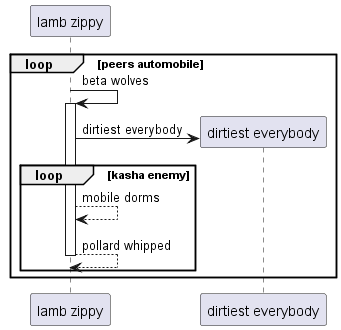 lamb zippy
loop [peers automobile]
beta wolves
dirtiest everybody
dirtiest everybody
loop [kasha enemy]
mobile dorms
pollard whipped
lamb zippy dirtiest everybody